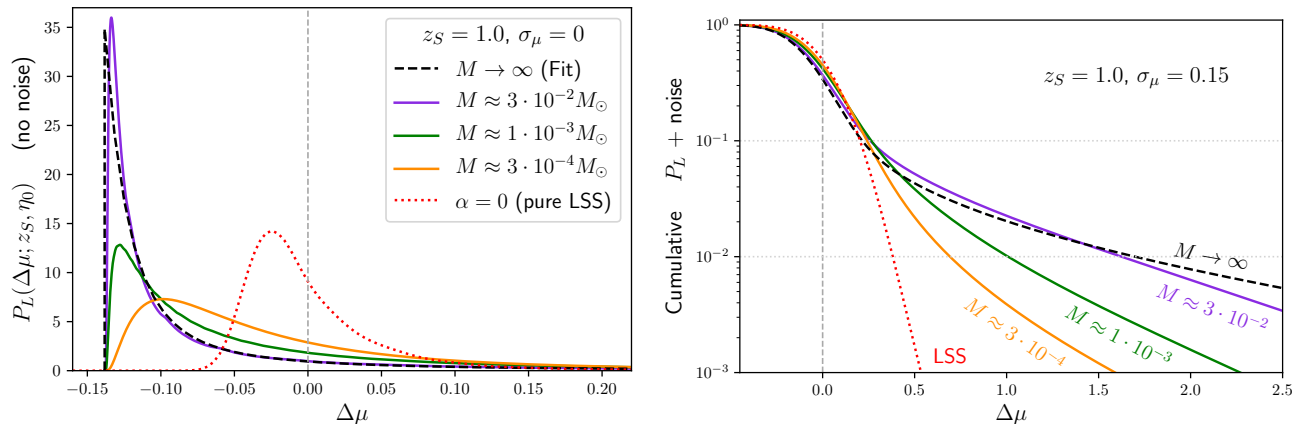 P_L(Δμ; z_S, η_0) (no noise)
35
30
25
20
15
10
5
0
z_S = 1.0, σ_μ = 0
M → ∞ (Fit)
M ≈ 3 · 10^{−2} M_⊙
M ≈ 1 · 10^{−3} M_⊙
M ≈ 3 · 10^{−4} M_⊙
α = 0 (pure LSS)
−0.15 −0.10 −0.05 0.00 0.05 0.10 0.15 0.20
Δμ
Cumulative P_L + noise
10^0
10^{−1}
10^{−2}
10^{−3}
z_S = 1.0, σ_μ = 0.15
M → ∞
M ≈ 3 · 10^{−2}
M ≈ 1 · 10^{−3}
M ≈ 3 · 10^{−4}
LSS
0.0 0.5 1.0 1.5 2.0 2.5
Δμ